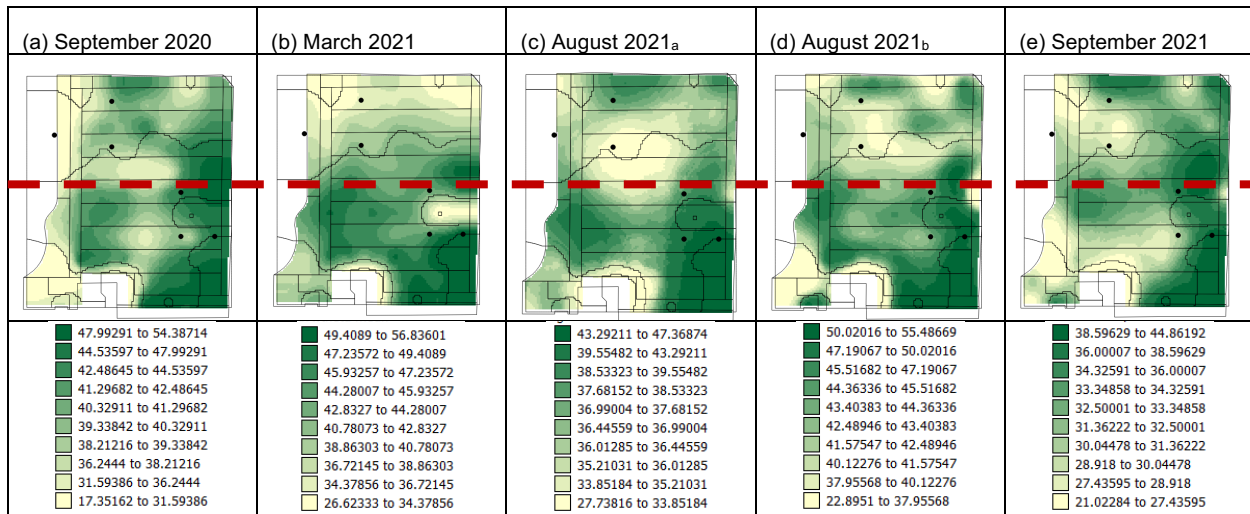 (a) September 2020
(b) March 2021
(c) August 2021a
(d) August 2021b
(e) September 2021
47.99291 to 54.38714
44.53597 to 47.99291
42.48645 to 44.53597
41.29682 to 42.48645
40.32911 to 41.29682
39.33842 to 40.32911
38.21216 to 39.33842
36.2444 to 38.21216
31.59386 to 36.2444
17.35162 to 31.59386
49.4089 to 56.83601
47.23572 to 49.4089
45.93257 to 47.23572
44.28007 to 45.93257
42.8327 to 44.28007
40.78073 to 42.8327
38.86303 to 40.78073
36.72145 to 38.86303
34.37856 to 36.72145
26.62333 to 34.37856
43.29211 to 47.36874
39.55482 to 43.29211
38.53323 to 39.55482
37.68152 to 38.53323
36.99004 to 37.68152
36.44559 to 36.99004
36.01285 to 36.44559
35.21031 to 36.01285
33.85184 to 35.21031
27.73816 to 33.85184
50.02016 to 55.48669
47.19067 to 50.02016
45.51682 to 47.19067
44.36336 to 45.51682
43.40383 to 44.36336
42.48946 to 43.40383
41.57547 to 42.48946
40.12276 to 41.57547
37.95568 to 40.12276
22.8951 to 37.95568
38.59629 to 44.86192
36.00007 to 38.59629
34.32591 to 36.00007
33.34858 to 34.32591
32.50001 to 33.34858
31.36222 to 32.50001
30.04478 to 31.36222
28.918 to 30.04478
27.43595 to 28.918
21.02284 to 27.43595